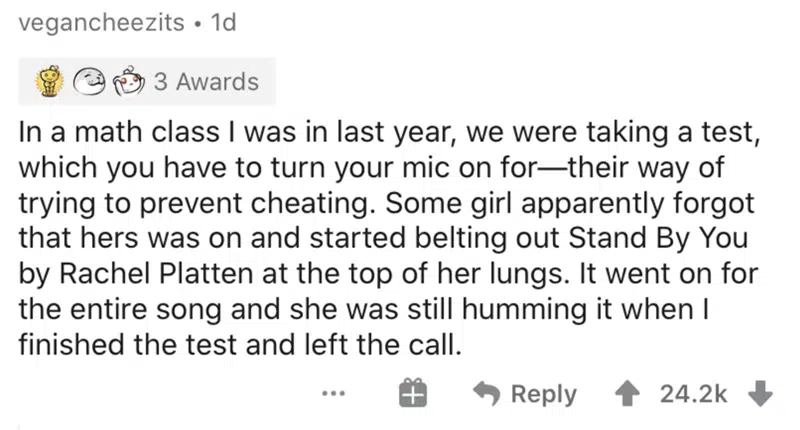 vegancheezits • 1d
3 Awards
In a math class I was in last year, we were taking a test,
which you have to turn your mic on for—their way of
trying to prevent cheating. Some girl apparently forgot
that hers was on and started belting out Stand By You
by Rachel Platten at the top of her lungs. It went on for
the entire song and she was still humming it when I
finished the test and left the call.
... Reply 24.2k